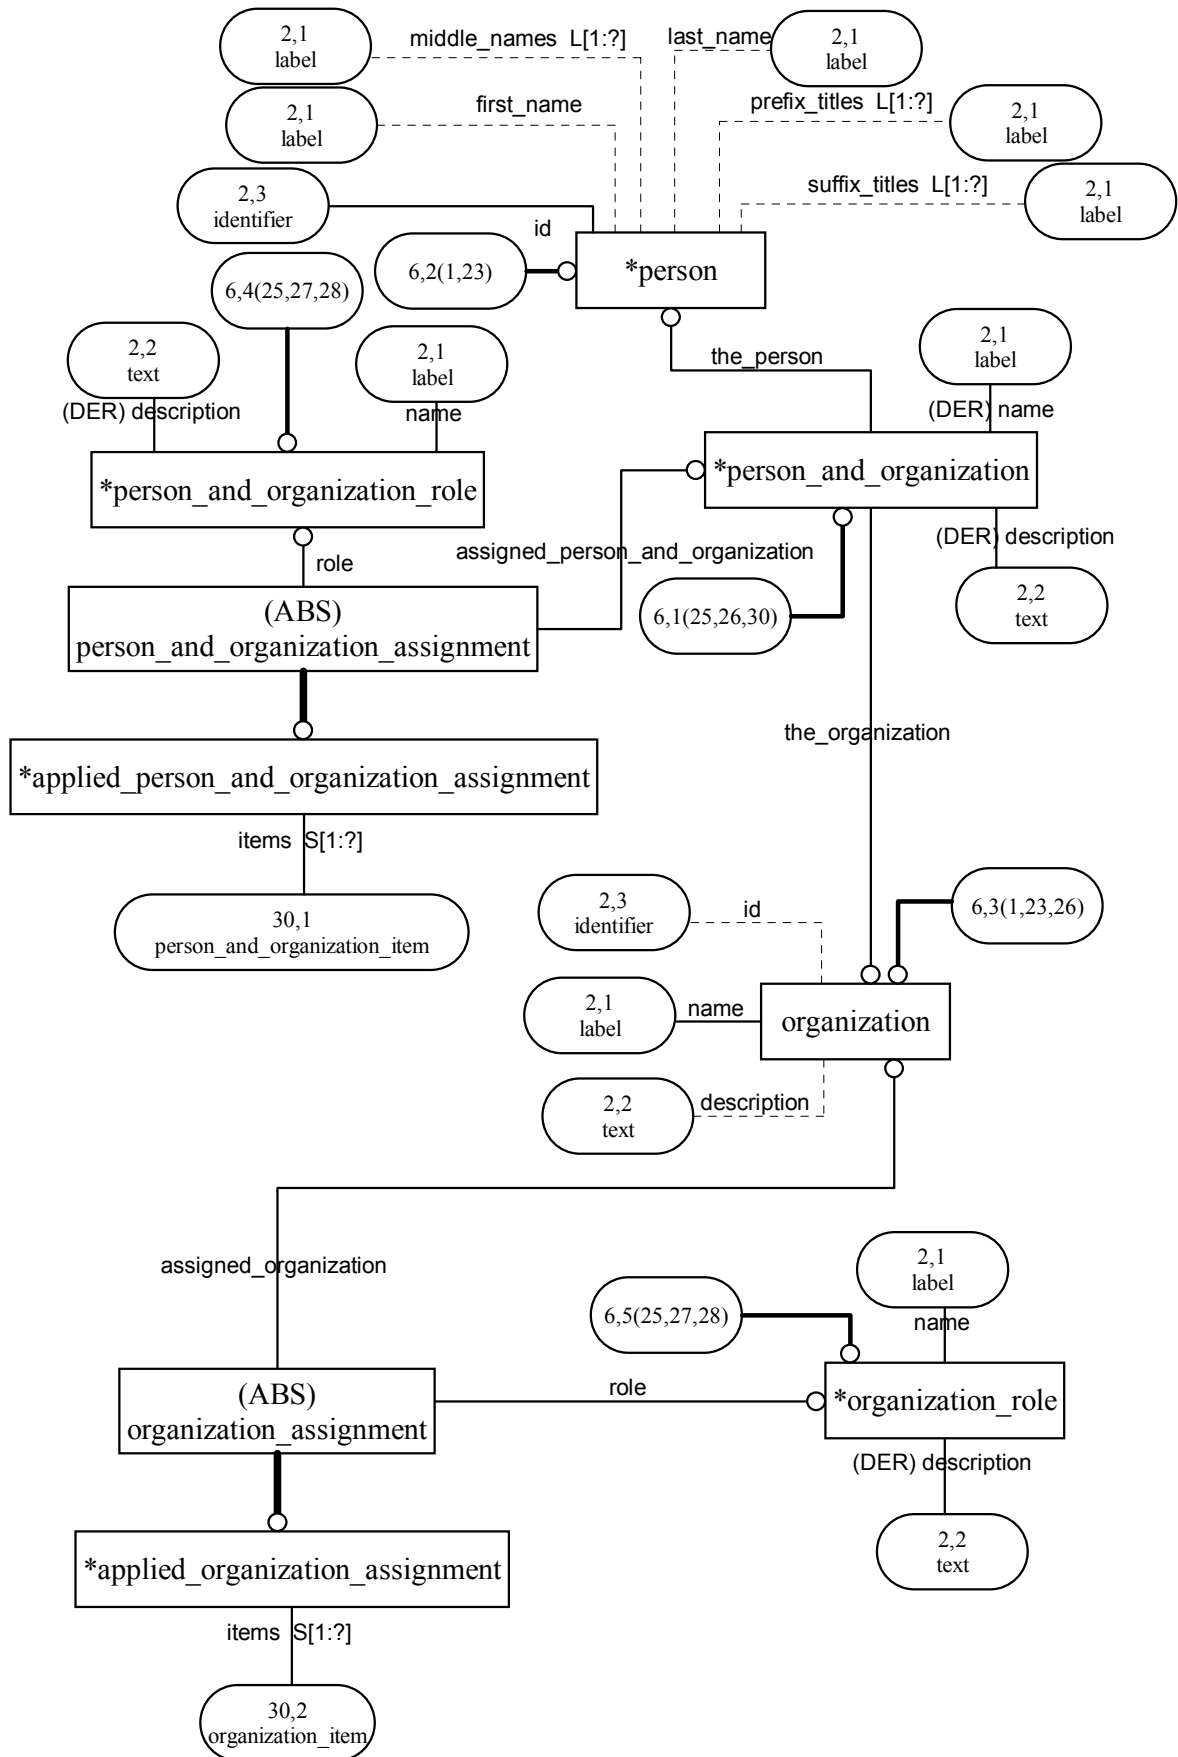 2,1
label
middle_names L[1:?]
last_name
2,1
label
2,1
label
first_name
prefix_titles L[1:?]
2,1
label
2,3
identifier
id
suffix_titles L[1:?]
2,1
label
6,2(1,23)
*person
6,4(25,27,28)
2,2
text
(DER) description
2,1
label
name
the_person
2,1
label
(DER) name
*person_and_organization_role
*person_and_organization
role
assigned_person_and_organization
(DER) description
(ABS)
person_and_organization_assignment
6,1(25,26,30)
2,2
text
*applied_person_and_organization_assignment
the_organization
items S[1:?]
30,1
person_and_organization_item
2,3
identifier
id
6,3(1,23,26)
2,1
label
name
organization
2,2
text
description
assigned_organization
2,1
label
name
6,5(25,27,28)
(ABS)
organization_assignment
role
*organization_role
(DER) description
*applied_organization_assignment
2,2
text
items S[1:?]
30,2
organization_item